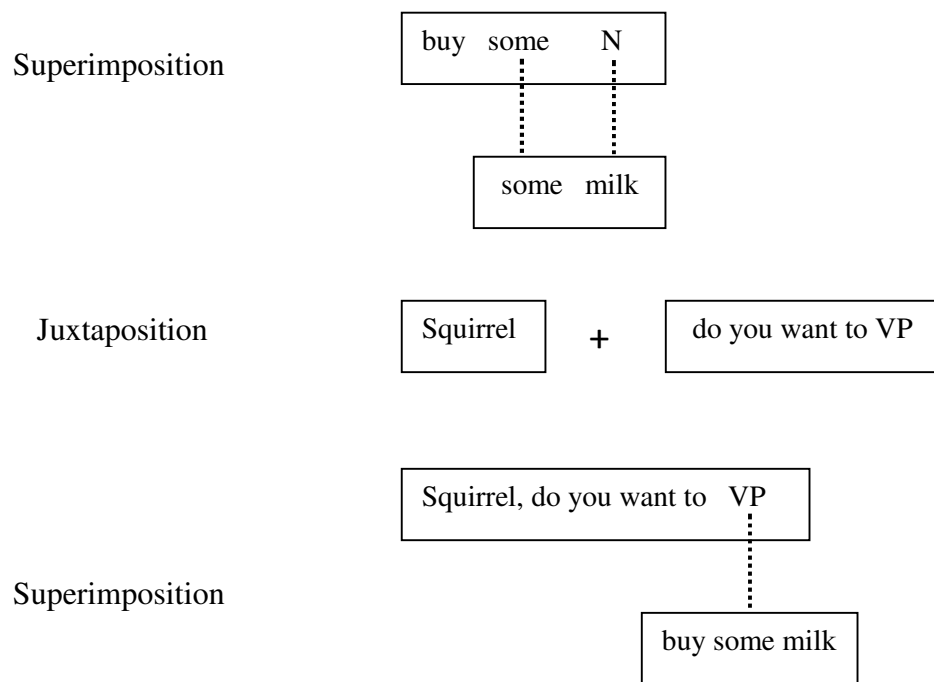 buy some N
Superimposition
some milk
Juxtaposition
Squirrel + do you want to VP
Squirrel, do you want to VP
Superimposition
buy some milk